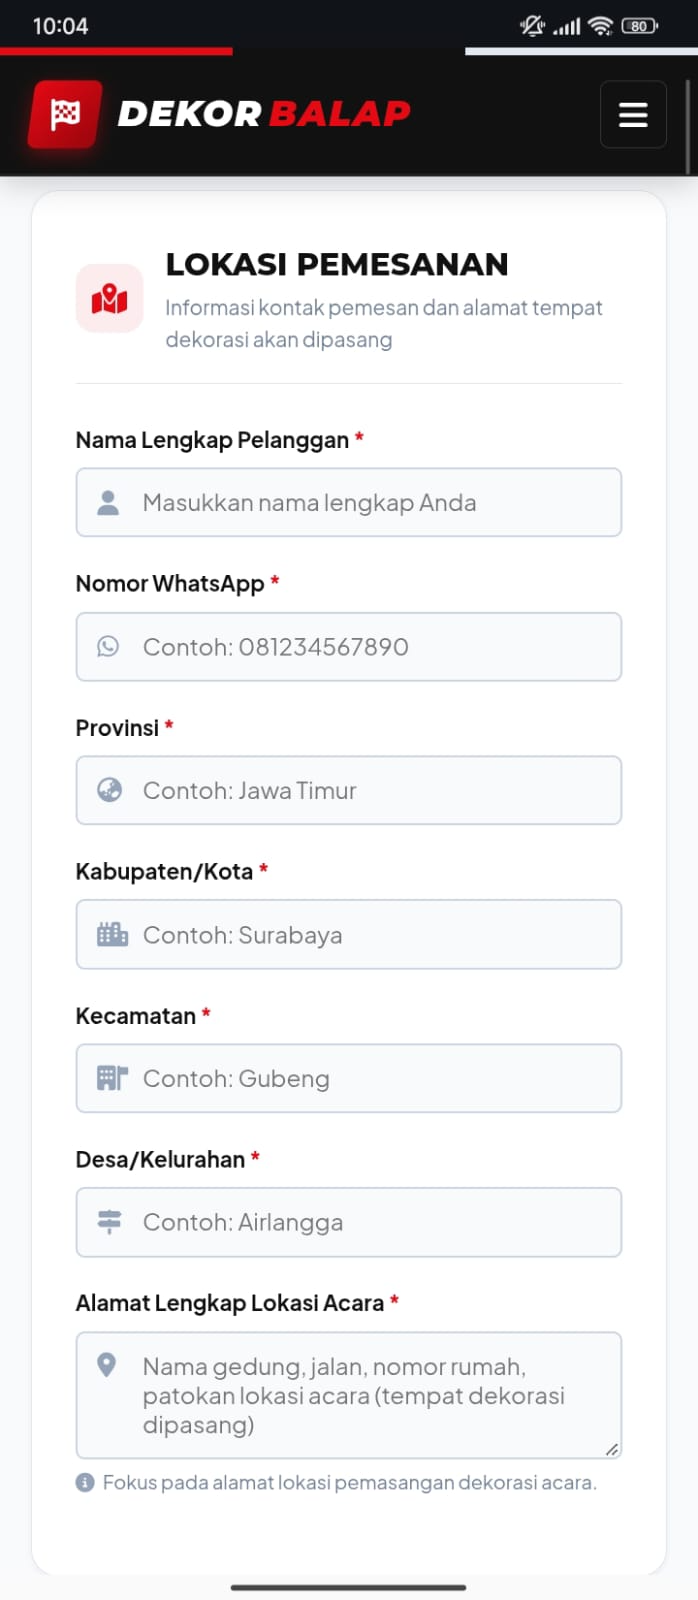 10:04
80
DEKOR BALAP
LOKASI PEMESANAN
Informasi kontak pemesan dan alamat tempat
dekorasi akan dipasang
Nama Lengkap Pelanggan *
Masukkan nama lengkap Anda
Nomor WhatsApp *
Contoh: 081234567890
Provinsi *
Contoh: Jawa Timur
Kabupaten/Kota *
Contoh: Surabaya
Kecamatan *
Contoh: Gubeng
Desa/Kelurahan *
Contoh: Airlangga
Alamat Lengkap Lokasi Acara *
Nama gedung, jalan, nomor rumah,
patokan lokasi acara (tempat dekorasi
dipasang)
Fokus pada alamat lokasi pemasangan dekorasi acara.